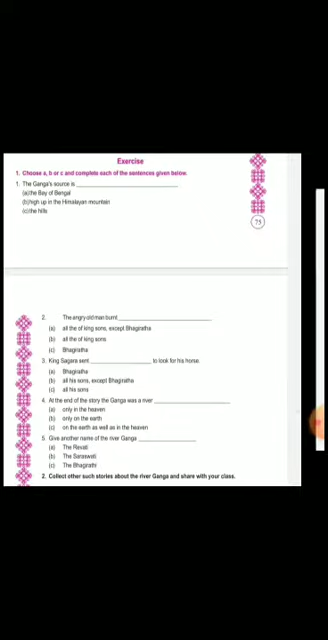 Exercise
1. Choose a, b or c and complete each of the sentences given below.
1. The Ganga's source is
(a)the Bay of Bengal
(b)high up in the Himalayan mountain
(c)the hills
75
2. The angry old man burnt
(a) all the of king sons, except Bhagiratha
(b) all the of king sons
(c) Bhagiratha
3. King Sagara sent ____________ to look for his horse.
(a) Bhagiratha
(b) all his sons, except Bhagiratha
(c) all his sons
4. At the end of the story the Ganga was a river
(a) only in the heaven
(b) only on the earth
(c) on the earth as well as in the heaven
5 Give another name of the river Ganga
(a) The Revati
(b) The Saraswati
(c) The Bhagirathi
2. Collect other such stories about the river Ganga and share with your class.